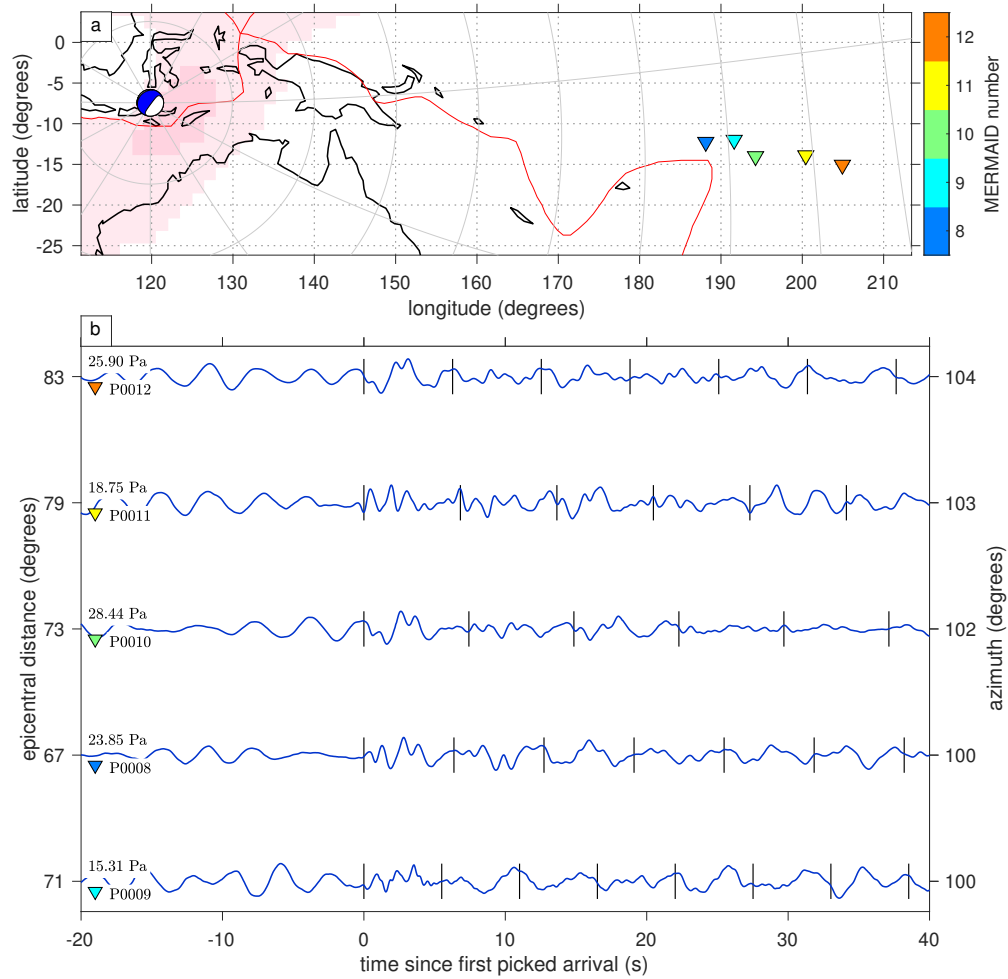 a
0
-5
-10
-15
-20
-25
latitude (degrees)
120 130 140 150 160 170 180 190 200 210
longitude (degrees)
12
11
10
9
8
MERMAID number
b
25.90 Pa
83 P0012 104
18.75 Pa
79 P0011 103
28.44 Pa
73 P0010 102
23.85 Pa
67 P0008 100
15.31 Pa
71 P0009 100
epicentral distance (degrees)
azimuth (degrees)
-20 -10 0 10 20 30 40
time since first picked arrival (s)